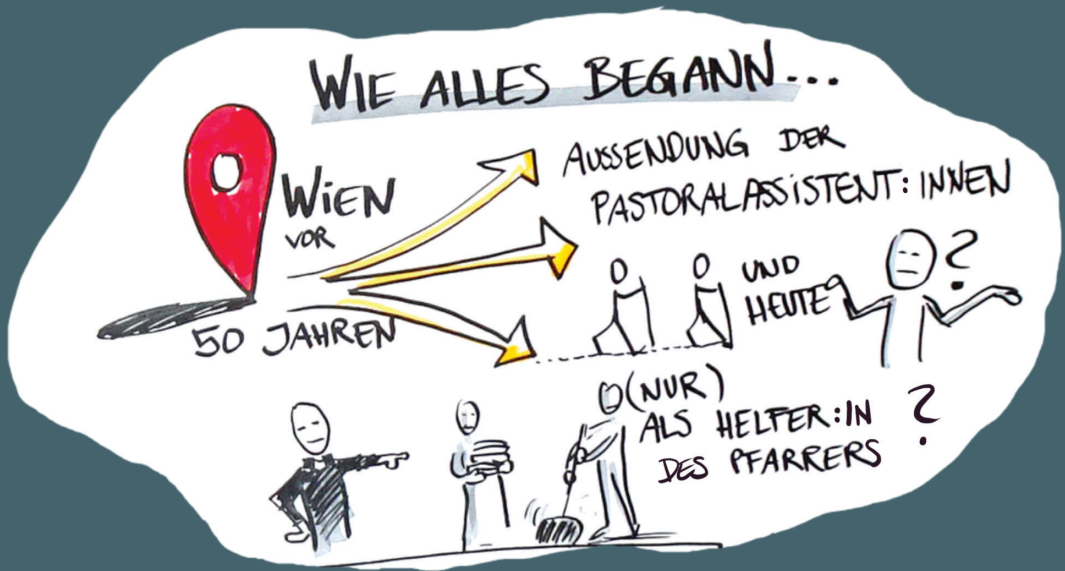 WIE ALLES BEGANN...
WIEN
VOR
50 JAHREN
AUSSENDUNG DER
PASTORALASSISTENT:INNEN
UND
HEUTE
?
(NUR)
ALS HELFER:IN
DES PFARRERS ?